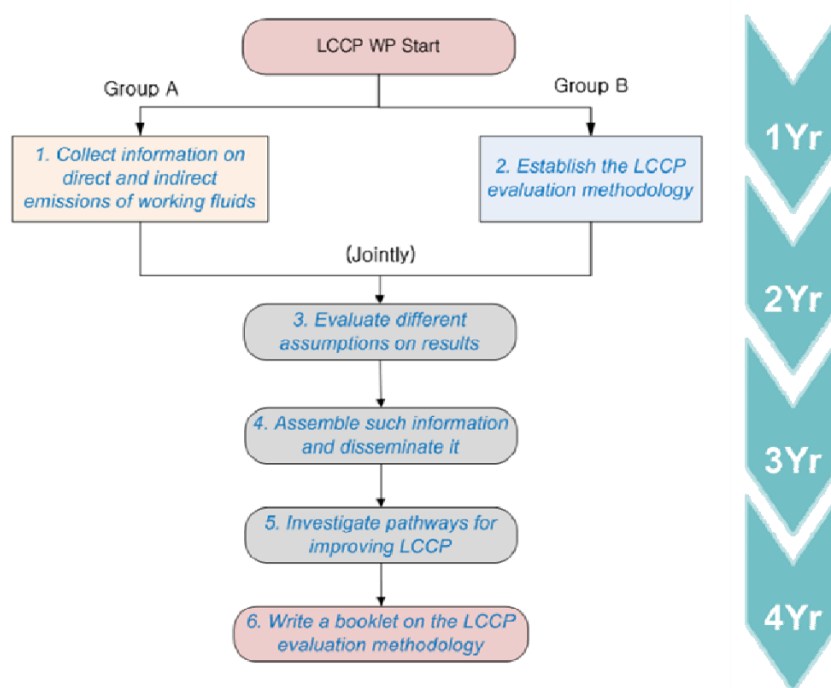 LCCP WP Start
Group A
Group B
1. Collect information on
direct and indirect
emissions of working fluids
2. Establish the LCCP
evaluation methodology
(Jointly)
3. Evaluate different
assumptions on results
4. Assemble such information
and disseminate it
5. Investigate pathways for
improving LCCP
6. Write a booklet on the LCCP
evaluation methodology
1Yr
2Yr
3Yr
4Yr